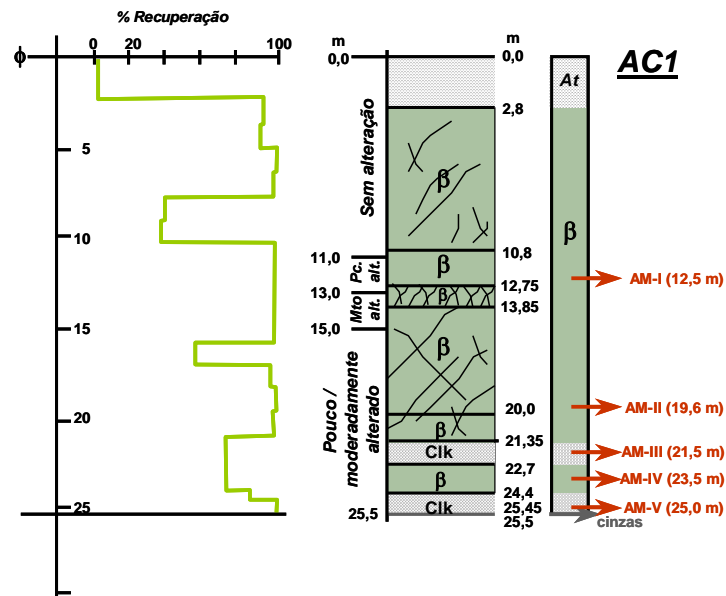 % Recuperação
0 20 100
ϕ
5
10
15
20
25
m
0,0
11,0
13,0
15,0
25,5
Sem alteração
Pc. alt.
Mto alt.
Pouco /
moderadamente
alterado
β
β
β
β
β
Clk
β
Clk
m
0,0
2,8
10,8
12,75
13,85
20,0
21,35
22,7
24,4
25,45
25,5
At
β
AC1
AM-I (12,5 m)
AM-II (19,6 m)
AM-III (21,5 m)
AM-IV (23,5 m)
AM-V (25,0 m)
cinzas